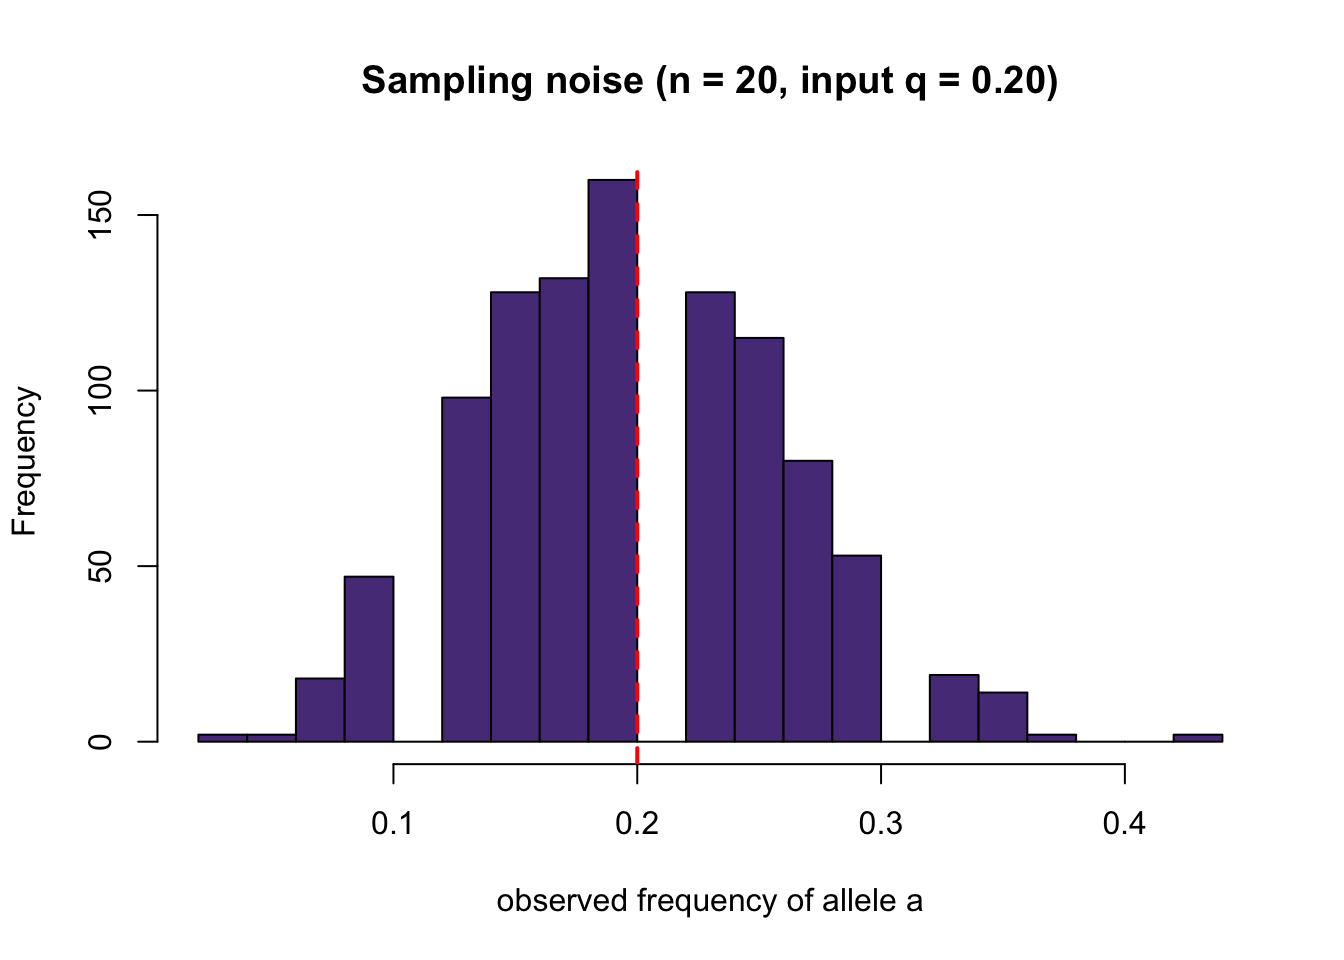 Sampling noise (n = 20, input q = 0.20)
Frequency
150
100
50
0
0.1 0.2 0.3 0.4
observed frequency of allele a